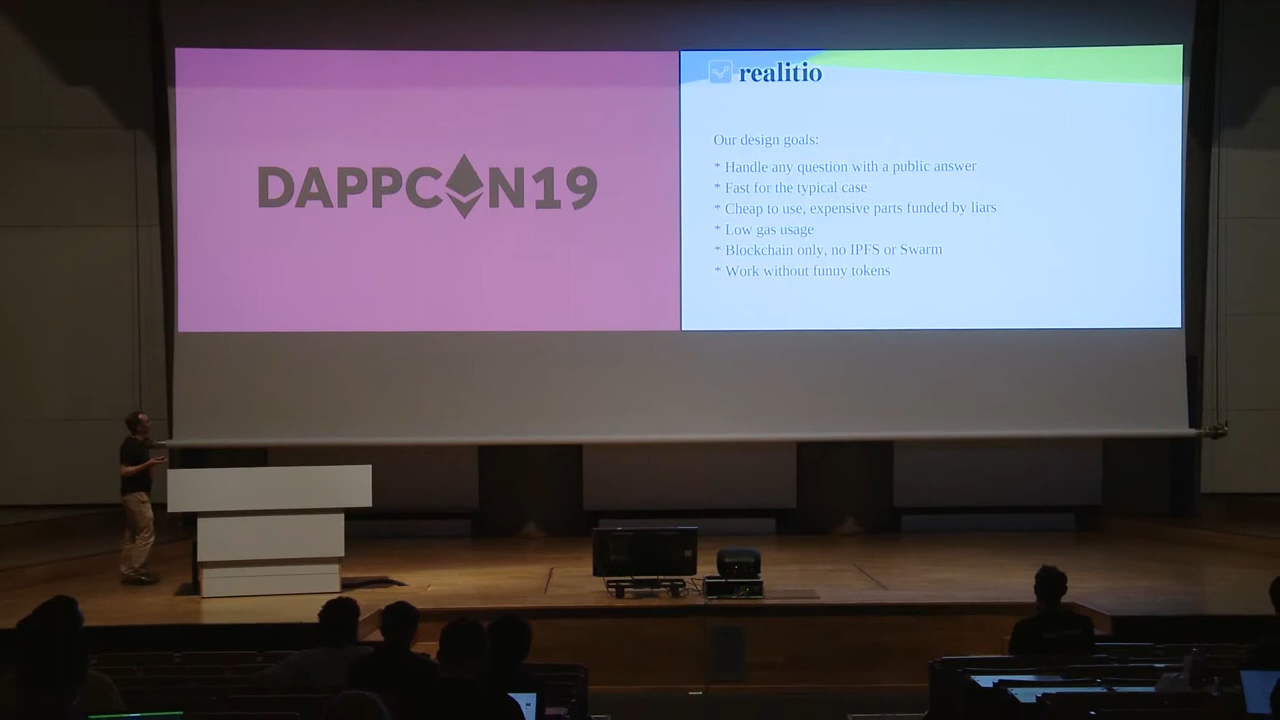 DAPPCON19
realitio
Our design goals:
* Handle any question with a public answer
* Fast for the typical case
* Cheap to use, expensive parts funded by liars
* Low gas usage
* Blockchain only, no IPFS or Swarm
* Work without funny tokens